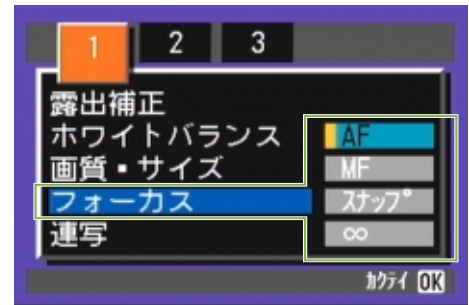 1 2 3
露出補正
ホワイトバランス AF
画質・サイズ MF
フォーカス ｽﾅｯﾌﾟ
連写 ∞
ｶｸﾃｲ OK